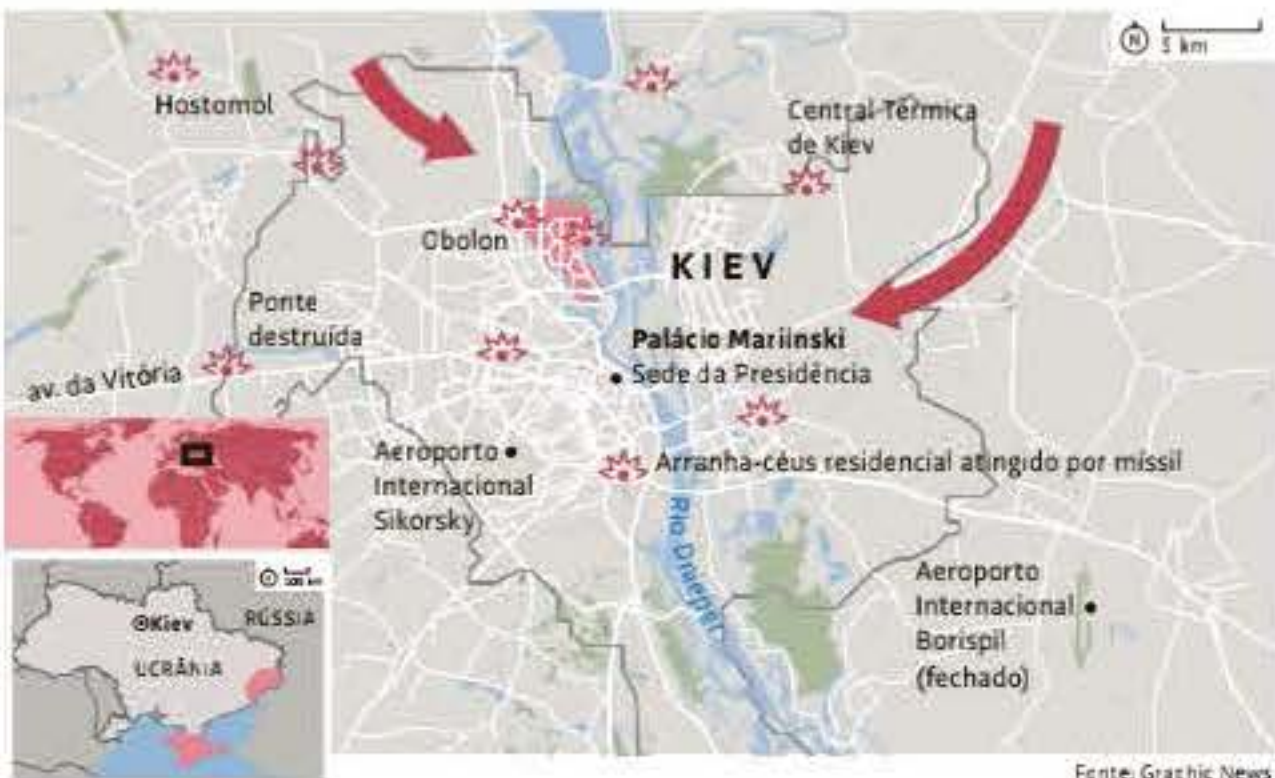 N
5 km
Hostomol
Central Térmica
de Kiev
Obolon
KIEV
Ponte
destruída
Palácio Mariinski
Sede da Presidência
av. da Vitória
Aeroporto
Internacional
Sikorsky
Arranha-céus residencial atingido por míssil
Rio Dnieper
Aeroporto
Internacional
Borispil
(fechado)
Kiev
RÚSSIA
UCRÂNIA
Fonte: Graphic News